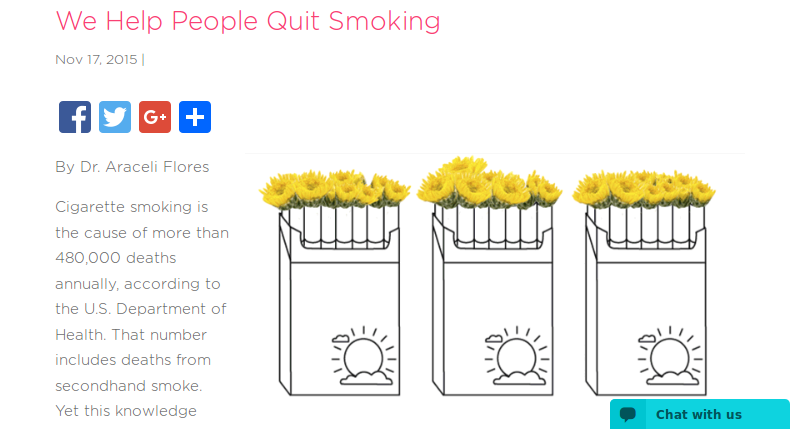 We Help People Quit Smoking
Nov 17, 2015 |
By Dr. Araceli Flores
Cigarette smoking is
the cause of more than
480,000 deaths
annually, according to
the U.S. Department of
Health. That number
includes deaths from
secondhand smoke.
Yet this knowledge
Chat with us